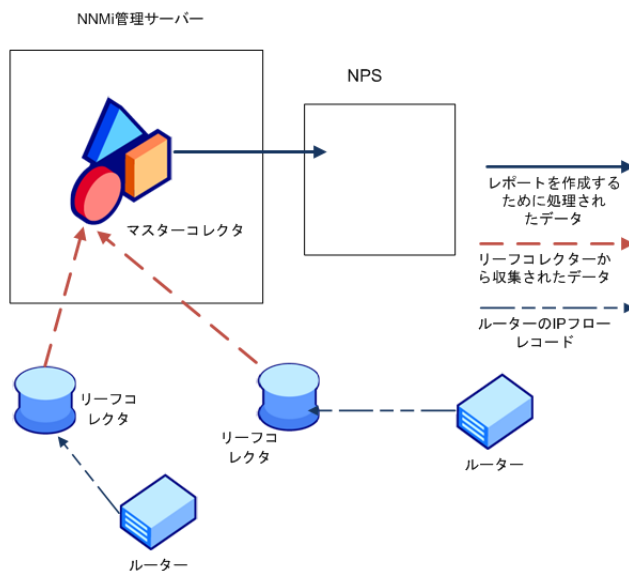 NNMi管理サーバー
NPS
マスターコレクタ
レポートを作成する
ために処理され
たデータ
リーフコレクターか
ら収集されたデータ
ルーターのIPフロー
レコード
リーフコ
レクタ
リーフコ
レクタ
ルーター
ルーター